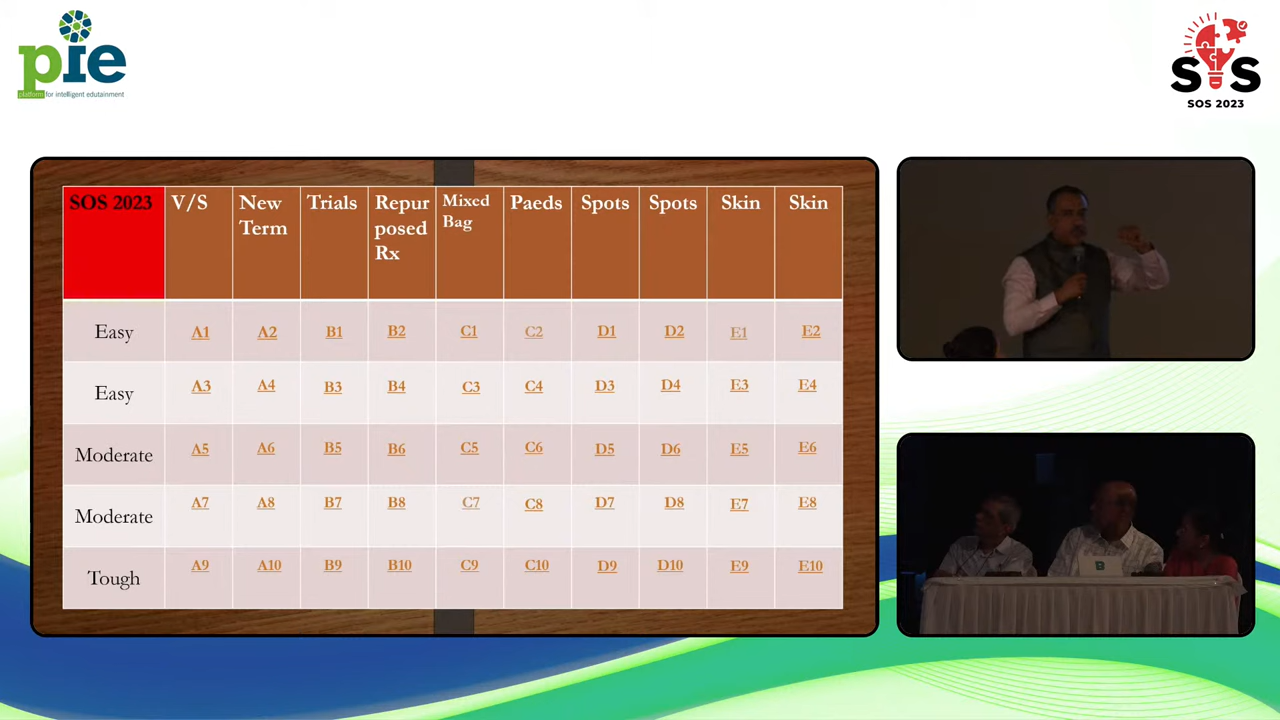 pie
platform for intelligent edutainment
SOS
SOS 2023
SOS 2023 V/S New Term Trials Repur posed Rx Mixed Bag Paeds Spots Spots Skin Skin
Easy A1 A2 B1 B2 C1 C2 D1 D2 E1 E2
Easy A3 A4 B3 B4 C3 C4 D3 D4 E3 E4
Moderate A5 A6 B5 B6 C5 C6 D5 D6 E5 E6
Moderate A7 A8 B7 B8 C7 C8 D7 D8 E7 E8
Tough A9 A10 B9 B10 C9 C10 D9 D10 E9 E10